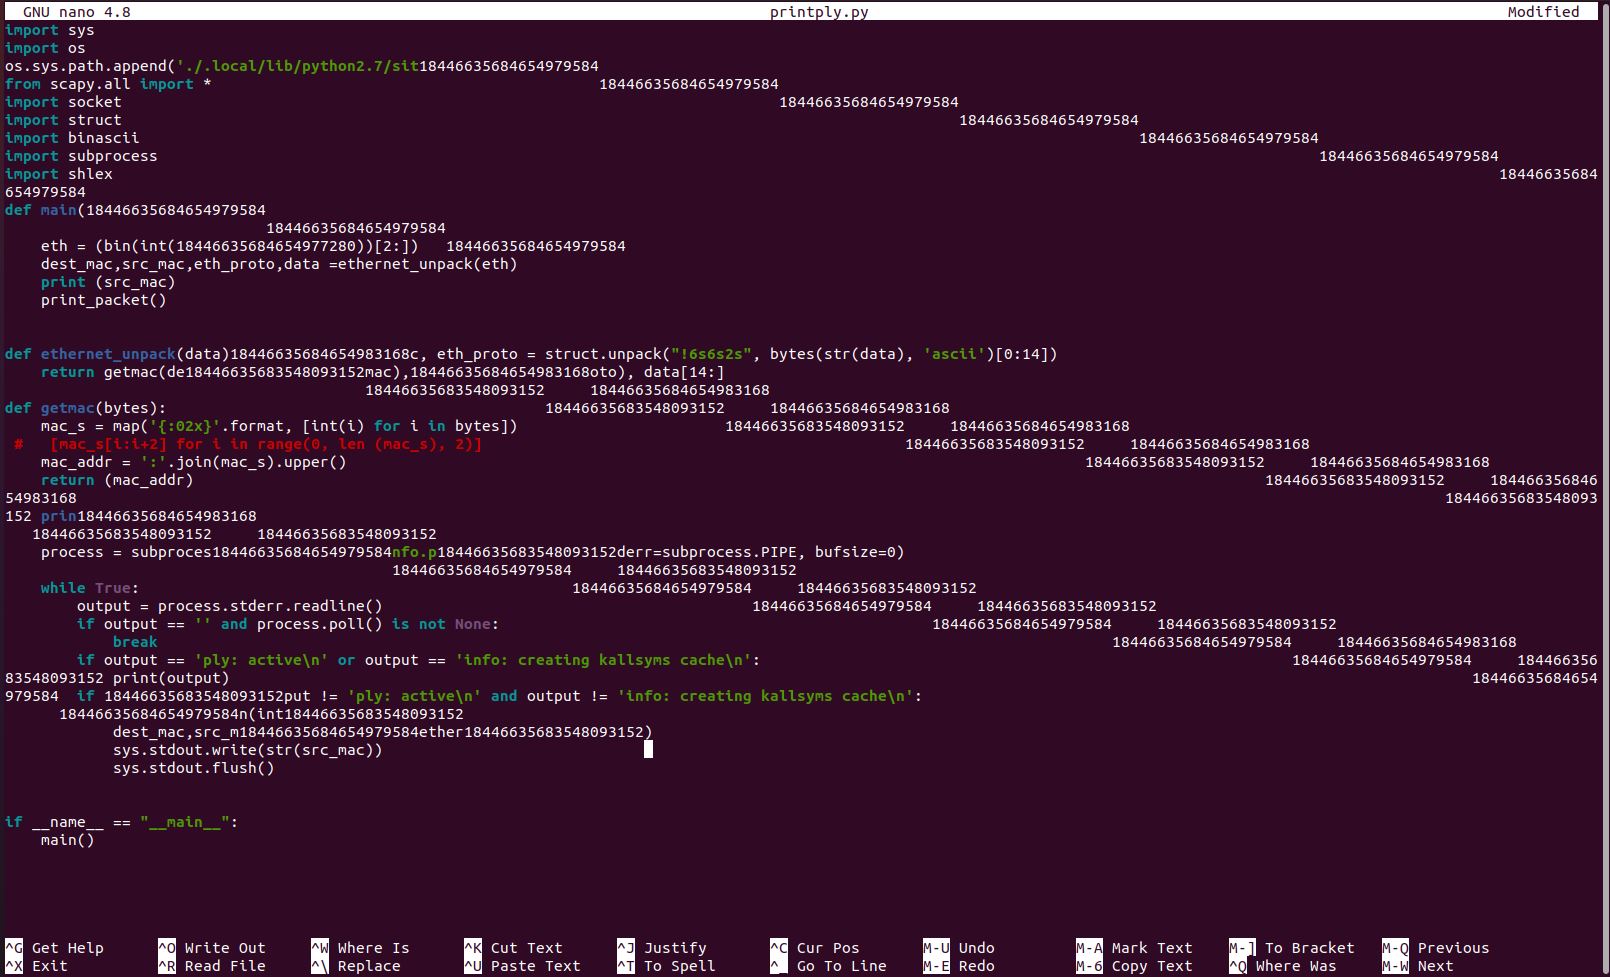 GNU nano 4.8 printply.py Modified
import sys
import os
os.sys.path.append('./.local/lib/python2.7/sit18446635684654979584
from scapy.all import * 18446635684654979584
import socket 18446635684654979584
import struct 18446635684654979584
import binascii 18446635684654979584
import subprocess 18446635684654979584
import shlex 18446635684
654979584
def main(18446635684654979584
18446635684654979584
eth = (bin(int(18446635684654977280))[2:]) 18446635684654979584
dest_mac,src_mac,eth_proto,data =ethernet_unpack(eth)
print (src_mac)
print_packet()
def ethernet_unpack(data)18446635684654983168c, eth_proto = struct.unpack("!6s6s2s", bytes(str(data), 'ascii')[0:14])
return getmac(de18446635683548093152mac),18446635684654983168oto), data[14:]
18446635683548093152 18446635684654983168
def getmac(bytes): 18446635683548093152 18446635684654983168
mac_s = map('{:02x}'.format, [int(i) for i in bytes]) 18446635683548093152 18446635684654983168
# [mac_s[i:i+2] for i in range(0, len (mac_s), 2)] 18446635683548093152 18446635684654983168
mac_addr = ':'.join(mac_s).upper() 18446635683548093152 18446635684654983168
return (mac_addr) 18446635683548093152 184466356846
54983168 18446635683548093
152 prin18446635684654983168
18446635683548093152 18446635683548093152
process = subproces18446635684654979584nfo.p18446635683548093152derr=subprocess.PIPE, bufsize=0)
18446635684654979584 18446635683548093152
while True: 18446635684654979584 18446635683548093152
output = process.stderr.readline() 18446635684654979584 18446635683548093152
if output == '' and process.poll() is not None: 18446635684654979584 18446635683548093152
break 18446635684654979584 18446635684654983168
if output == 'ply: active\n' or output == 'info: creating kallsyms cache\n': 18446635684654979584 184466356
83548093152 print(output) 18446635684654
979584 if 18446635683548093152put != 'ply: active\n' and output != 'info: creating kallsyms cache\n':
18446635684654979584n(int18446635683548093152
dest_mac,src_m18446635684654979584ether18446635683548093152)
sys.stdout.write(str(src_mac))
sys.stdout.flush()
if __name__ == "__main__":
main()
^G Get Help ^O Write Out ^W Where Is ^K Cut Text ^J Justify ^C Cur Pos M-U Undo M-A Mark Text M-] To Bracket M-Q Previous
^X Exit ^R Read File ^\ Replace ^U Paste Text ^T To Spell ^_ Go To Line M-E Redo M-6 Copy Text ^Q Where Was M-W Next